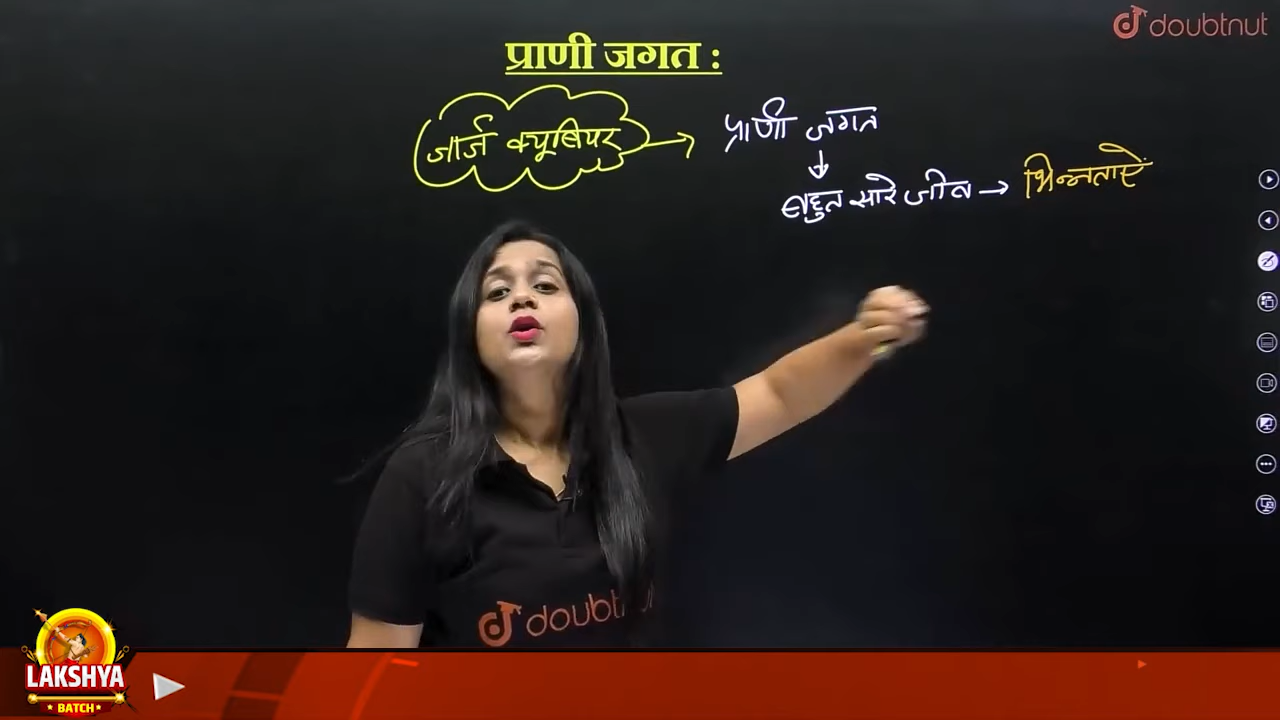 doubtnut
प्राणी जगत :
जार्ज क्यूबियर → प्राणी जगत
↓
बहुत सारे जीव → भिन्नताऐं
doubtnut
LAKSHYA
BATCH